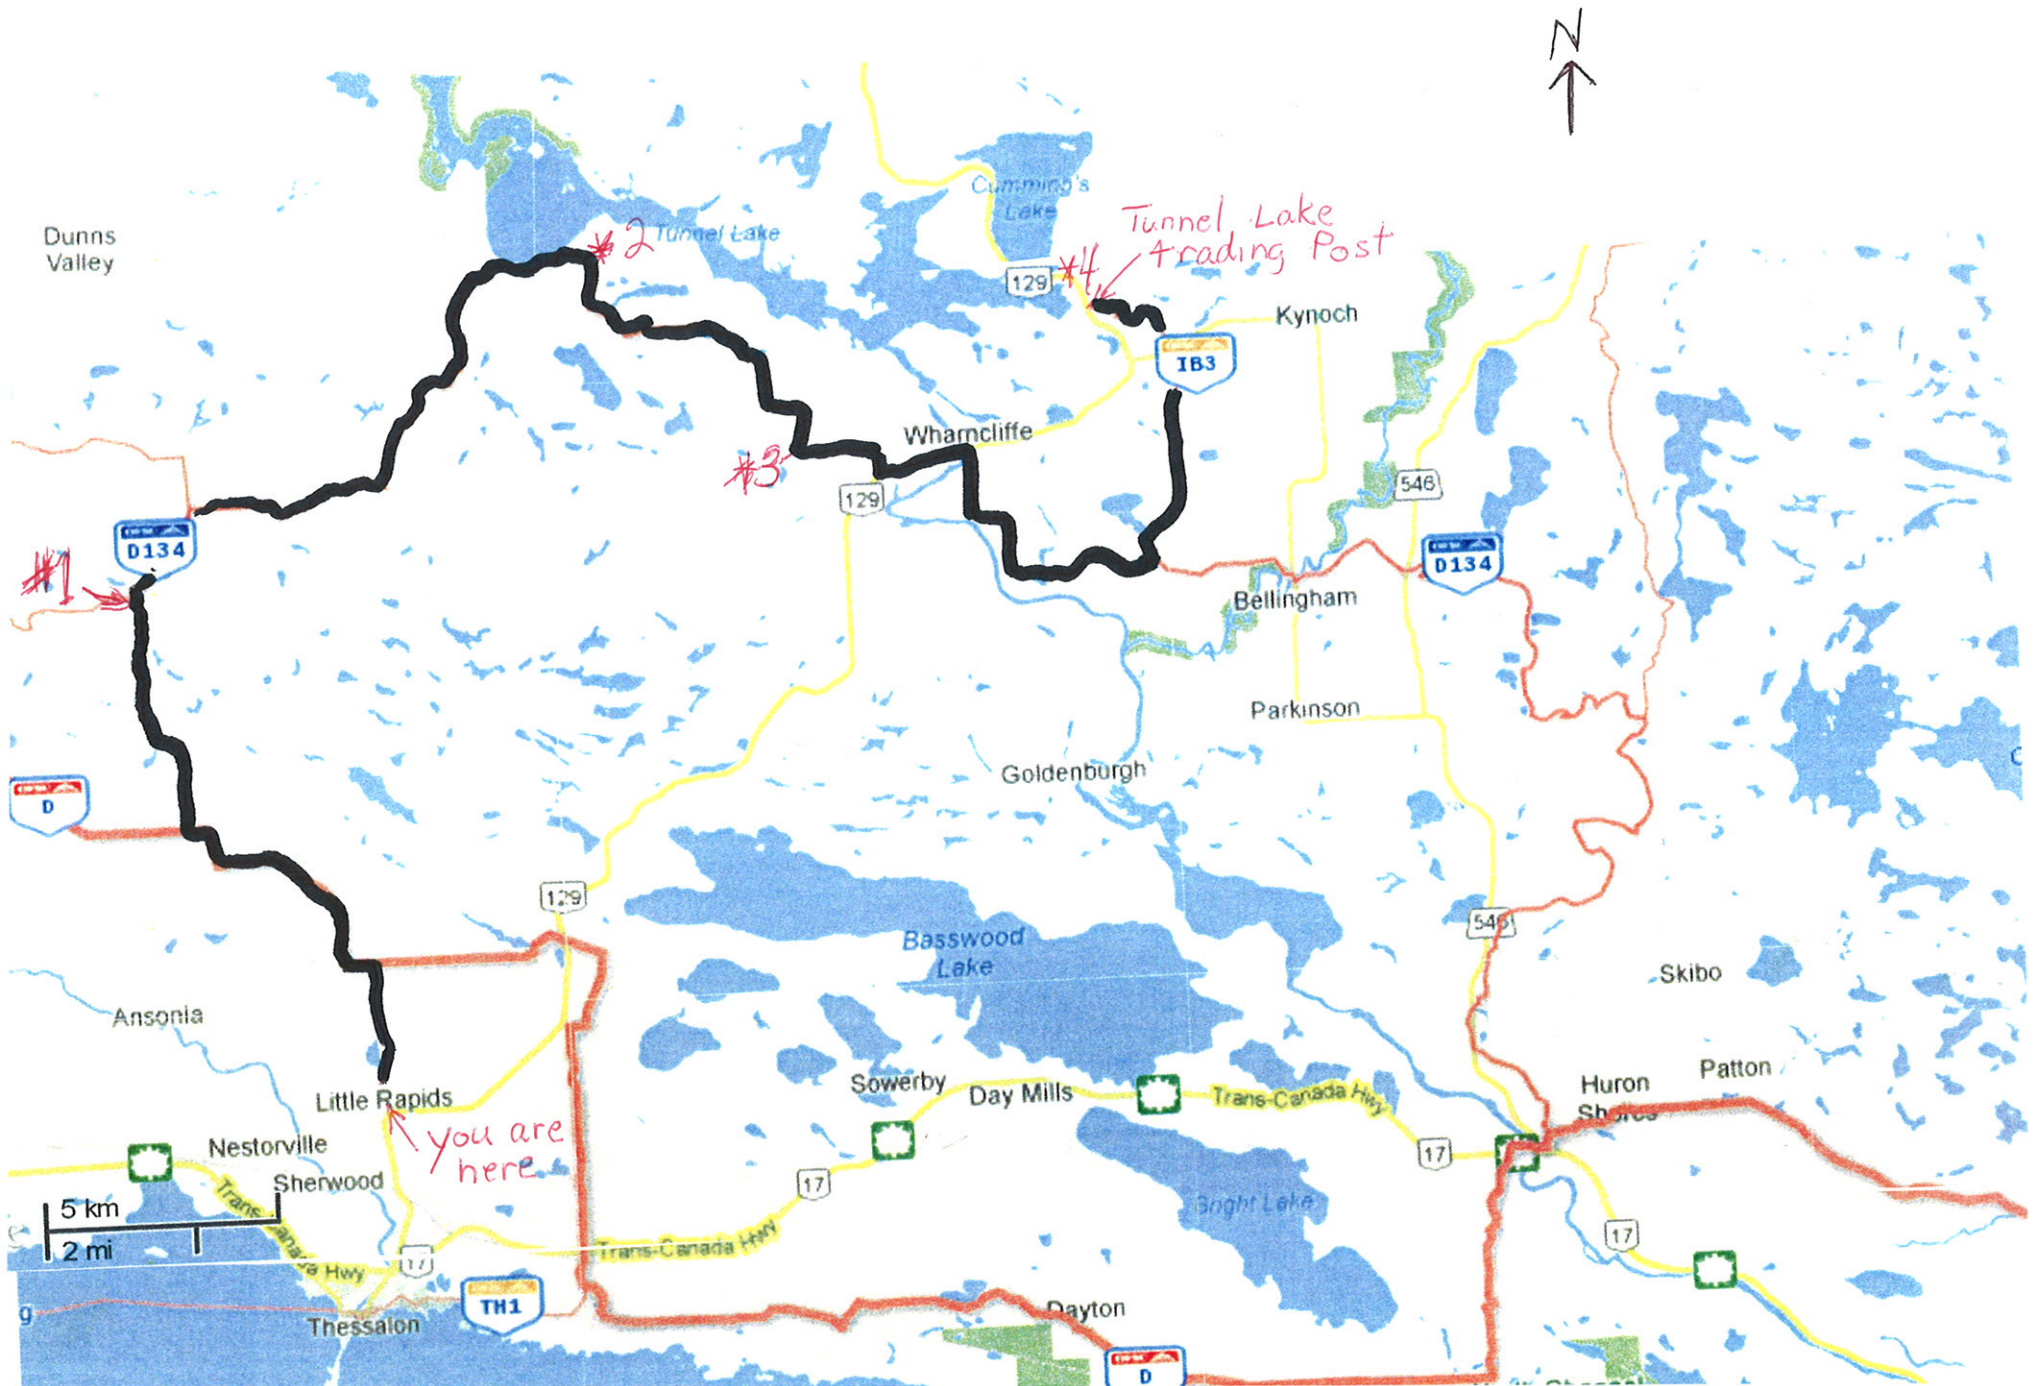 N
Cumming's
Lake
Tunnel Lake
trading Post
Dunns
Valley
#2
Tunnel Lake
129
#4
Kynoch
IB3
Wharncliffe
#3
129
546
D134
D134
#1
Bellingham
Parkinson
Goldenburgh
D
129
546
Basswood
Lake
Skibo
Ansonia
Little Rapids
Sowerby
Day Mills
Trans-Canada Hwy
Huron
Shores
Patton
you are
here
Nestorville
Sherwood
17
17
Trans-Canada Hwy
Bright Lake
5 km
2 mi
17
Trans-Canada Hwy
17
TH1
g
Thessalon
Dayton
D